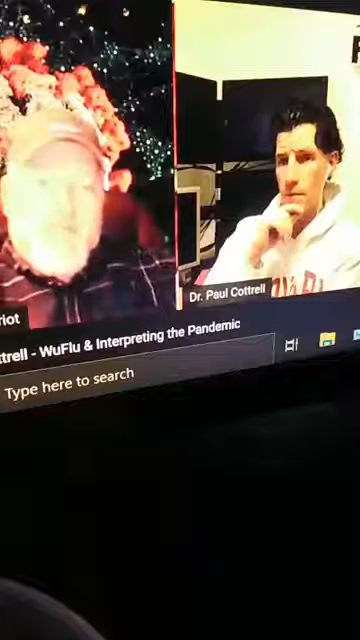 riot
Dr. Paul Cottrell
ttrell - WuFlu & Interpreting the Pandemic
Type here to search